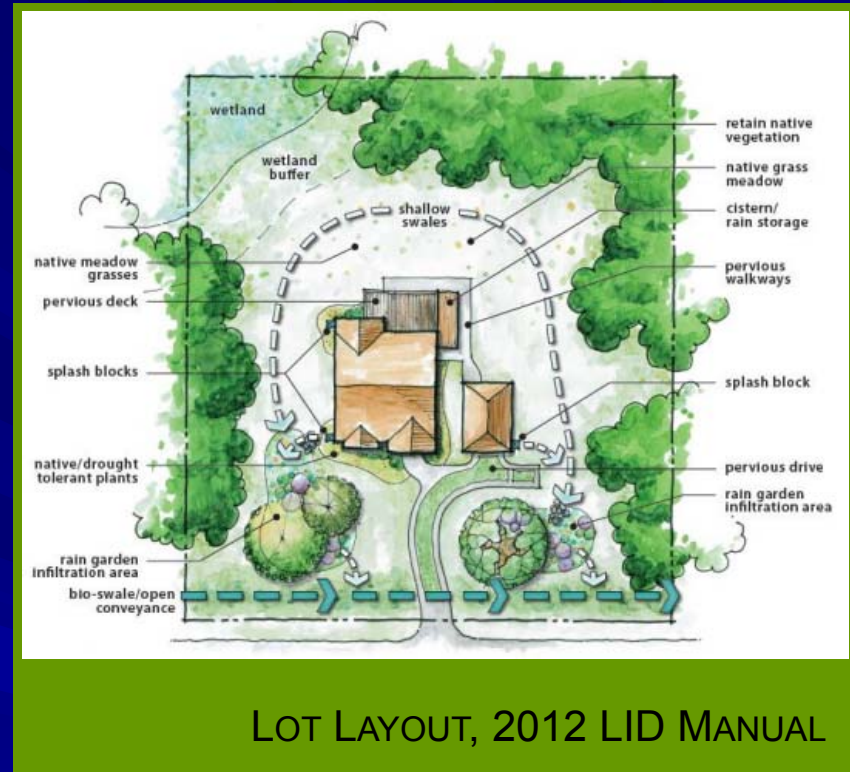 wetland
wetland
buffer
shallow
swales
native meadow
grasses
pervious deck
splash blocks
native/drought
tolerant plants
rain garden
infiltration area
bio-swale/open
conveyance
retain native
vegetation
native grass
meadow
cistern/
rain storage
pervious
walkways
splash block
pervious drive
rain garden
infiltration area
LOT LAYOUT, 2012 LID MANUAL